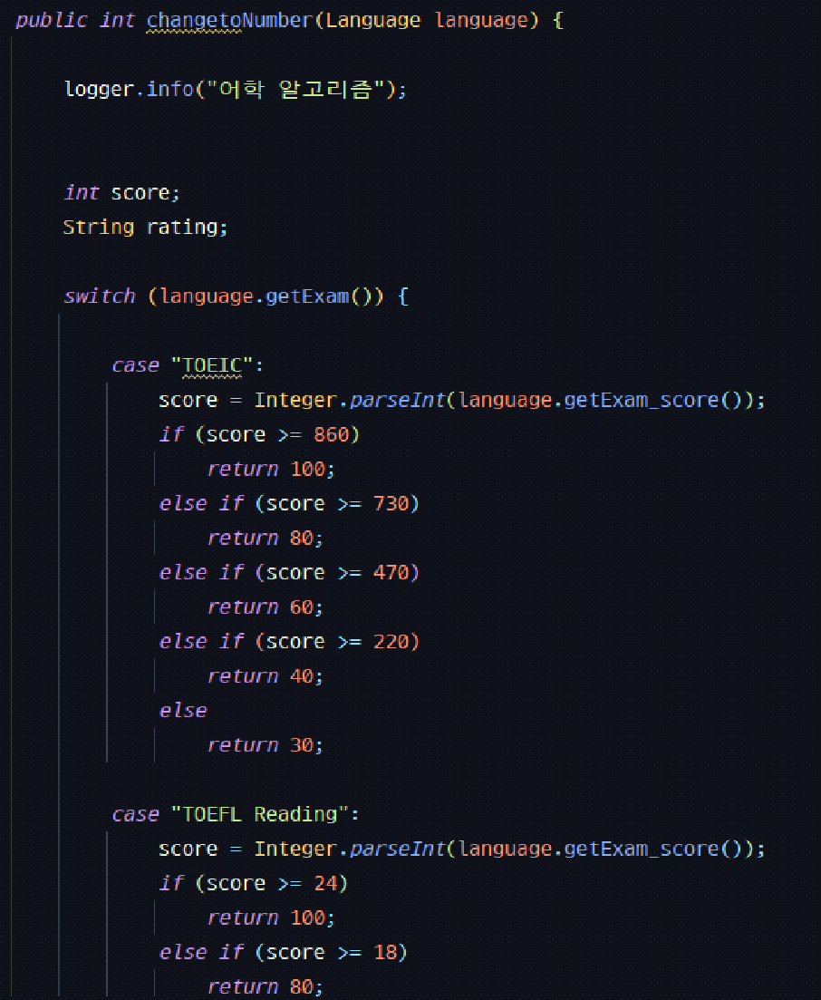 public int changetoNumber(Language language) {
logger.info("어학 알고리즘");
int score;
String rating;
switch (language.getExam()) {
case "TOEIC":
score = Integer.parseInt(language.getExam_score());
if (score >= 860)
return 100;
else if (score >= 730)
return 80;
else if (score >= 470)
return 60;
else if (score >= 220)
return 40;
else
return 30;
case "TOEFL Reading":
score = Integer.parseInt(language.getExam_score());
if (score >= 24)
return 100;
else if (score >= 18)
return 80;